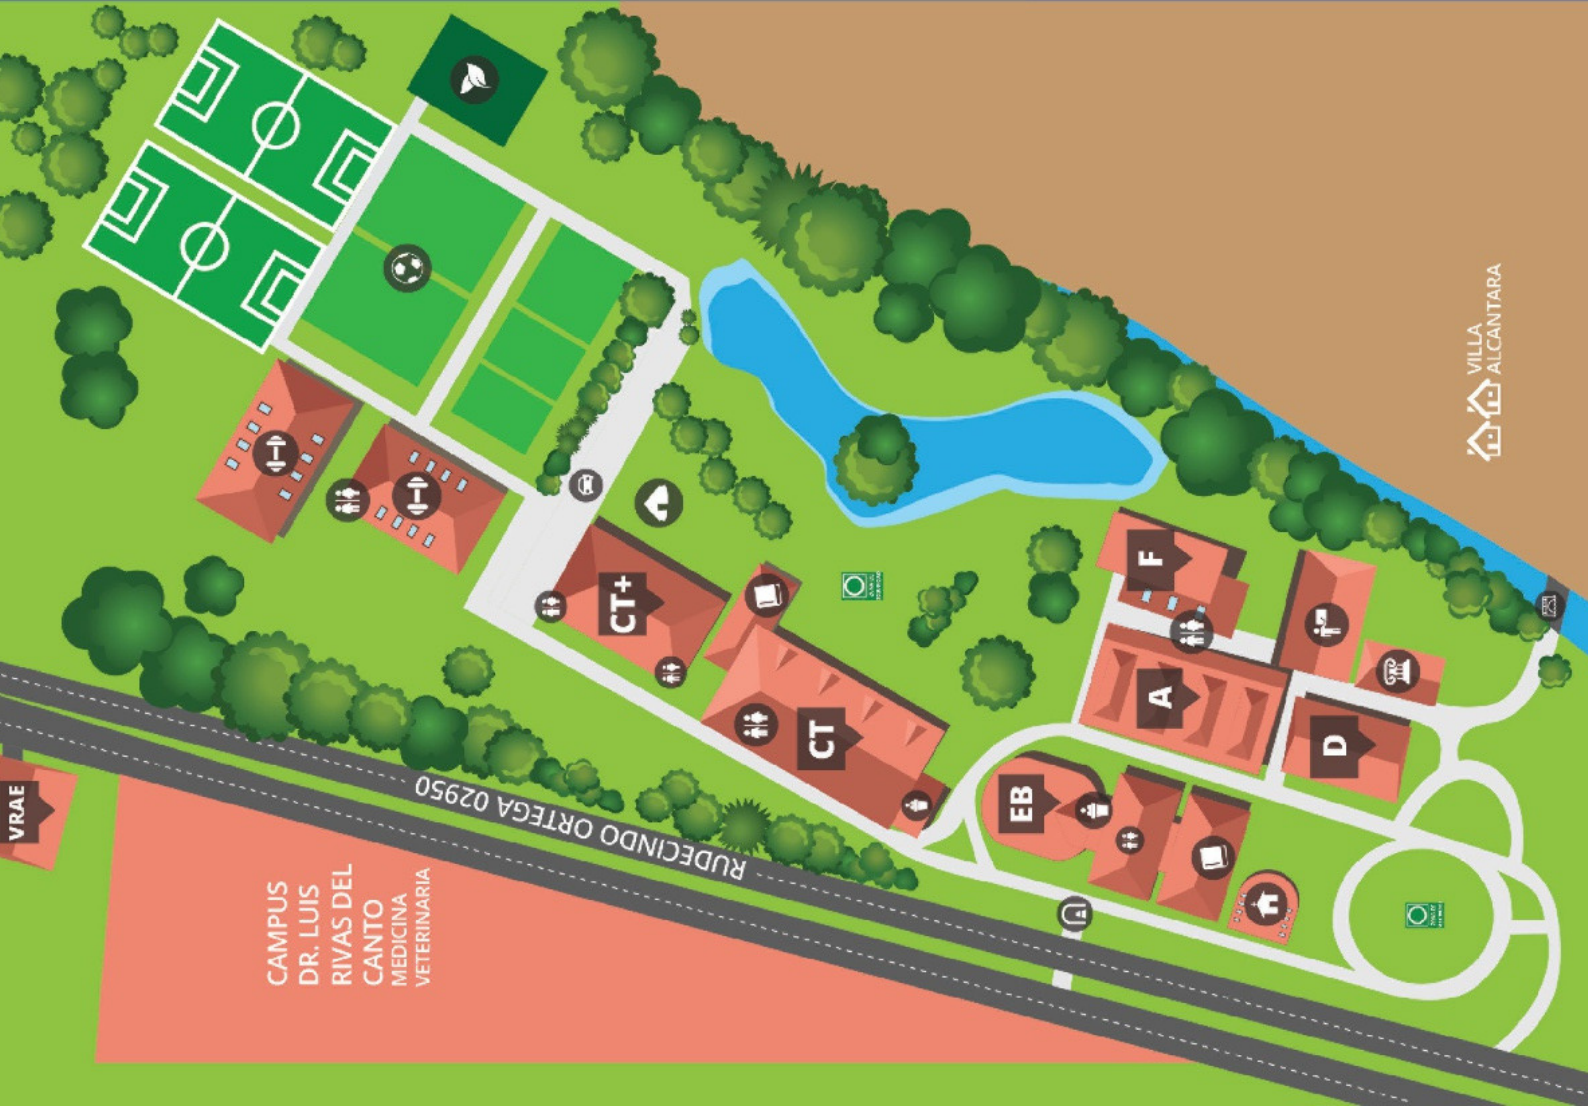 CAMPUS
DR. LUIS
RIVAS DEL
CANTO
MEDICINA
VETERINARIA
VRAE
RUDECINDO ORTEGA 02950
CT+
CT
EB
A
F
D
VILLA
ALCANTARA